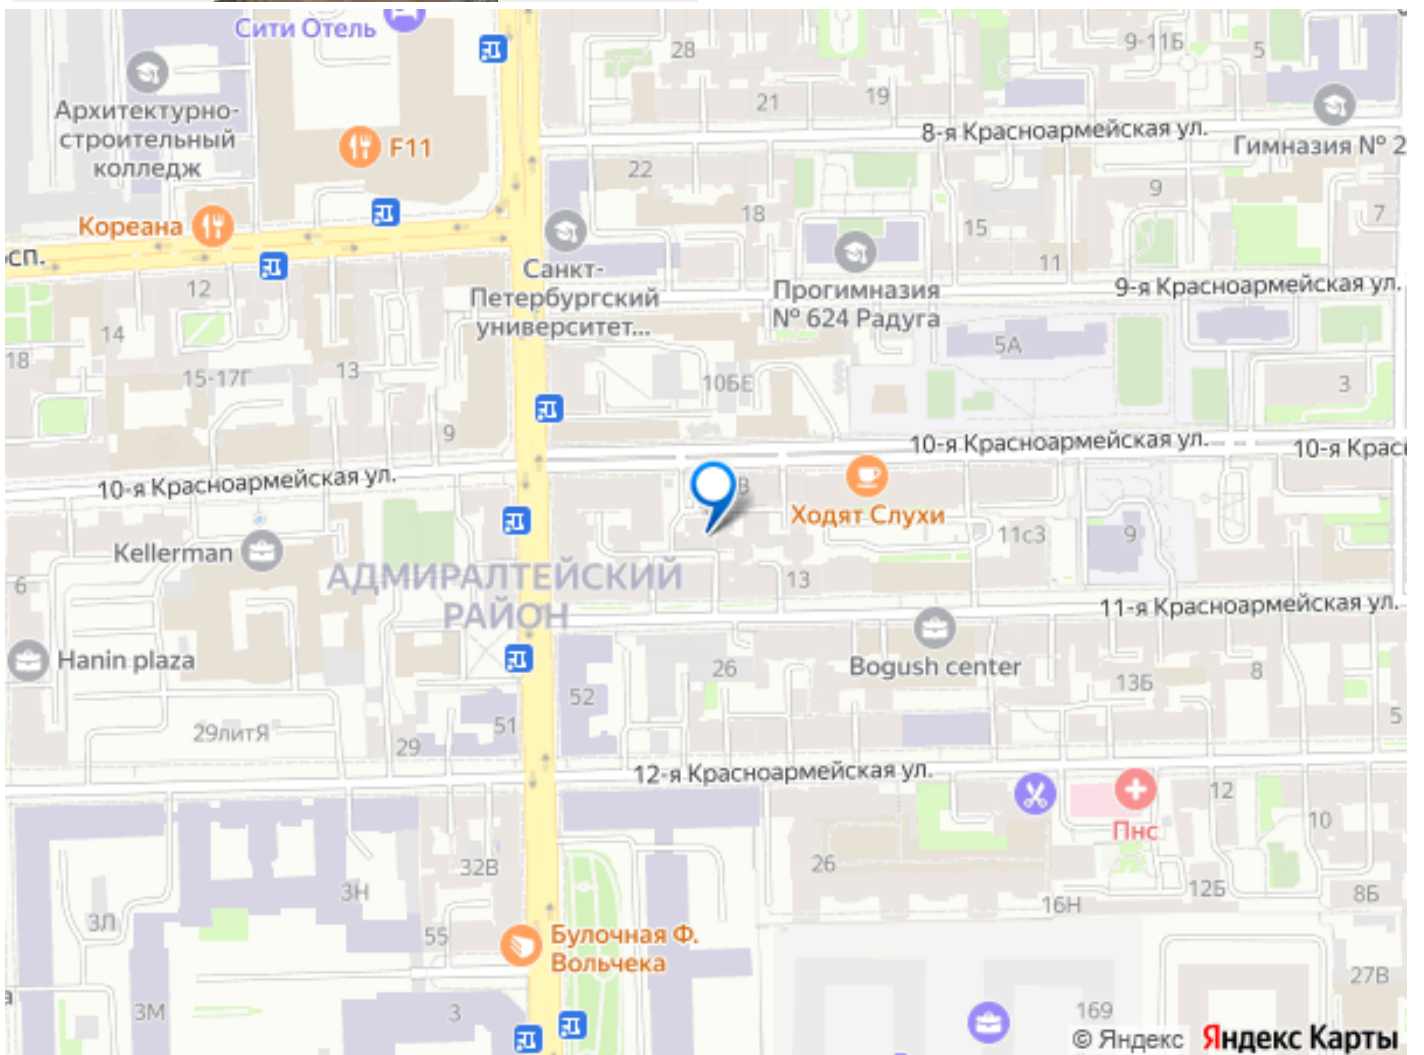 Сити Отель
28
9-11Б
5
Архитектурно-
строительный
колледж
21
19
8-я Красноармейская ул.
Гимназия № 2
F11
22
9
Кореана
18
15
7
сп.
11
Санкт-
Петербургский
университет...
Прогимназия
№ 624 Радуга
9-я Красноармейская ул.
12
14
18
5А
15-17Г
13
10БЕ
3
9
10-я Красноармейская ул.
10-я Крас
10-я Красноармейская ул.
В
Ходят Слухи
11с3
9
Kellerman
АДМИРАЛТЕЙСКИЙ
РАЙОН
13
6
11-я Красноармейская ул.
Hanin plaza
26
Bogush center
13Б
8
52
51
5
29литЯ
29
12-я Красноармейская ул.
12
Пнс
10
26
32В
3Н
12Б
8Б
3Л
16Н
55
Булочная Ф.
Вольчека
27В
3М
3
169
© Яндекс Яндекс Карты